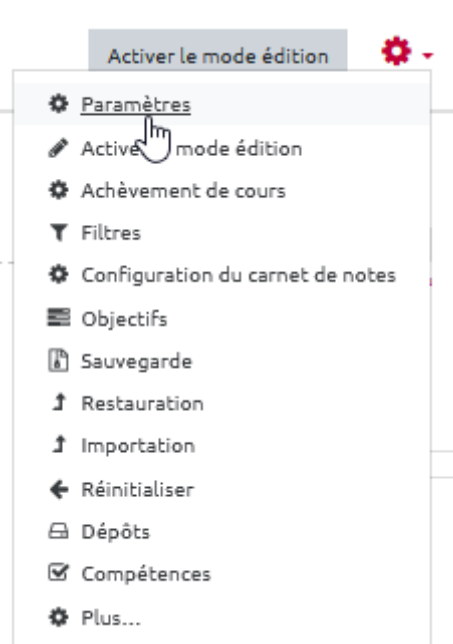 Activer le mode édition
Paramètres
Active mode édition
Achèvement de cours
Filtres
Configuration du carnet de notes
Objectifs
Sauvegarde
Restauration
Importation
Réinitialiser
Dépôts
Compétences
Plus...